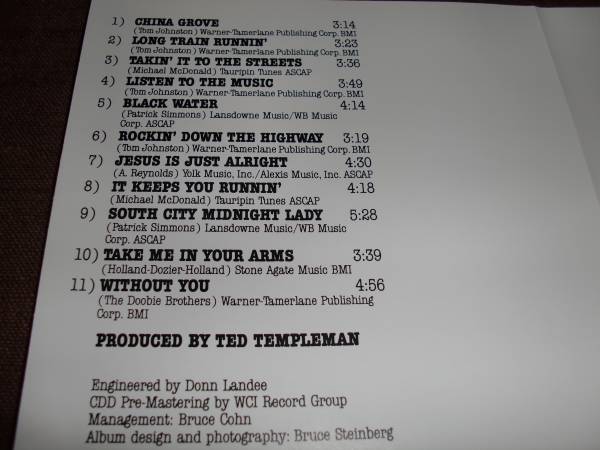 1) CHINA GROVE 3:14
(Tom Johnston) Warner-Tamerlane Publishing Corp. BMI
2) LONG TRAIN RUNNIN' 3:23
(Tom Johnston) Warner-Tamerlane Publishing Corp. BMI
3) TAKIN' IT TO THE STREETS 3:36
(Michael McDonald) Tauripin Tunes ASCAP
4) LISTEN TO THE MUSIC 3:49
(Tom Johnston) Warner-Tamerlane Publishing Corp. BMI
5) BLACK WATER 4:14
(Patrick Simmons) Lansdowne Music/WB Music
Corp. ASCAP
6) ROCKIN' DOWN THE HIGHWAY 3:19
(Tom Johnston) Warner-Tamerlane Publishing Corp. BMI
7) JESUS IS JUST ALRIGHT 4:30
(A. Reynolds) Yolk Music, Inc./Alexis Music, Inc. ASCAP
8) IT KEEPS YOU RUNNIN' 4:18
(Michael McDonald) Tauripin Tunes ASCAP
9) SOUTH CITY MIDNIGHT LADY 5:28
(Patrick Simmons) Lansdowne Music/WB Music
Corp. ASCAP
10) TAKE ME IN YOUR ARMS 3:39
(Holland-Dozier-Holland) Stone Agate Music BMI
11) WITHOUT YOU 4:56
(The Doobie Brothers) Warner-Tamerlane Publishing
Corp. BMI
PRODUCED BY TED TEMPLEMAN
Engineered by Donn Landee
CDD Pre-Mastering by WCI Record Group
Management: Bruce Cohn
Album design and photography: Bruce Steinberg